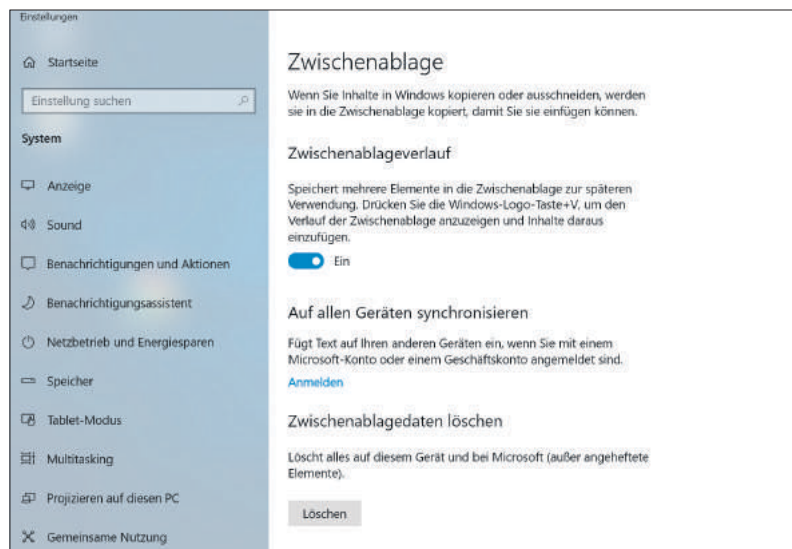 Einstellungen
Startseite
Einstellung suchen
System
Anzeige
Sound
Benachrichtigungen und Aktionen
Benachrichtigungsassistent
Netzbetrieb und Energiesparen
Speicher
Tablet-Modus
Multitasking
Projizieren auf diesen PC
Gemeinsame Nutzung
Zwischenablage
Wenn Sie Inhalte in Windows kopieren oder ausschneiden, werden
sie in die Zwischenablage kopiert, damit Sie sie einfügen können.
Zwischenablageverlauf
Speichert mehrere Elemente in die Zwischenablage zur späteren
Verwendung. Drücken Sie die Windows-Logo-Taste+V, um den
Verlauf der Zwischenablage anzuzeigen und Inhalte daraus
einzufügen.
Ein
Auf allen Geräten synchronisieren
Fügt Text auf Ihren anderen Geräten ein, wenn Sie mit einem
Microsoft-Konto oder einem Geschäftskonto angemeldet sind.
Anmelden
Zwischenablagedaten löschen
Löscht alles auf diesem Gerät und bei Microsoft (außer angeheftete
Elemente).
Löschen